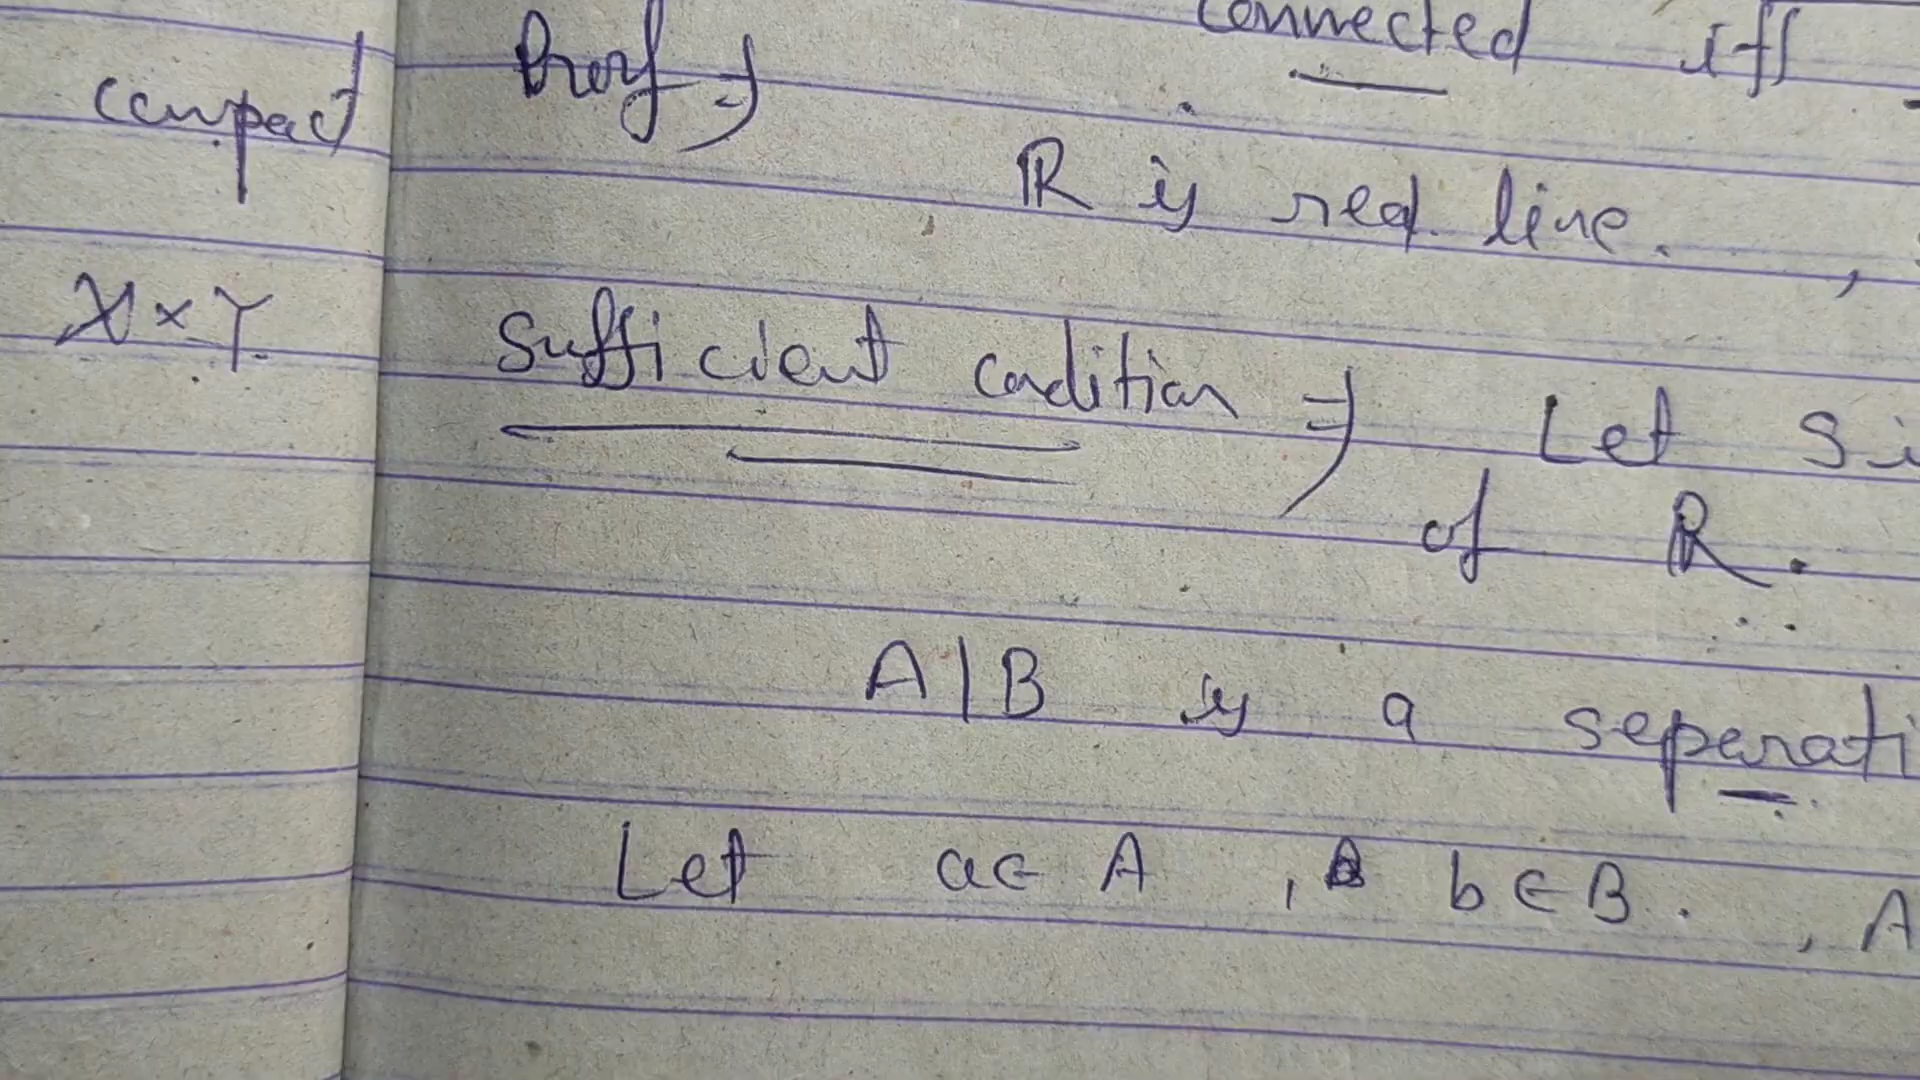 compact
X × Y
connected iff
Proof ⇒
R is real line. ,
Sufficient condition ⇒ Let
of R.
A|B is a seperati
Let a ∈ A , B b ∈ B. , A